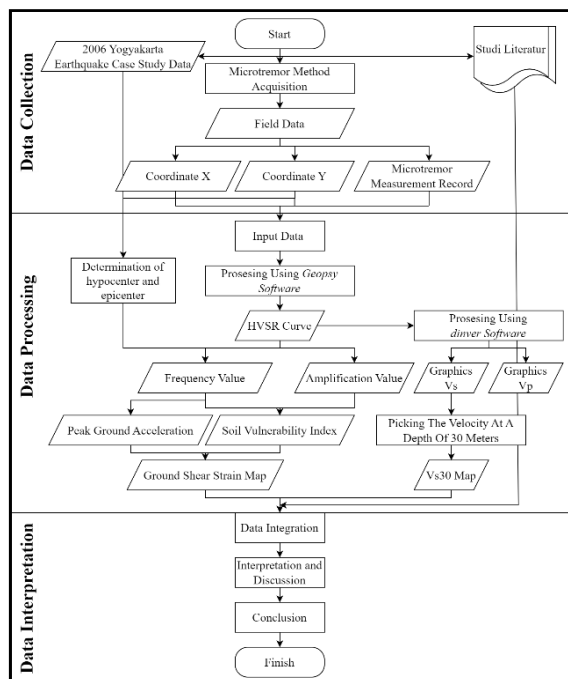 Data Collection
Start
2006 Yogyakarta
Earthquake Case Study Data
Studi Literatur
Microtremor Method
Acquisition
Field Data
Coordinate X
Coordinate Y
Microtremor
Measurement Record
Data Processing
Input Data
Determination of
hypocenter and
epicenter
Prosesing Using Geopsy
Software
HVSR Curve
Prosesing Using
dinver Software
Frequency Value
Amplification Value
Graphics
Vs
Graphics
Vp
Peak Ground Acceleration
Soil Vulnerability Index
Picking The Velocity At A
Depth Of 30 Meters
Ground Shear Strain Map
Vs30 Map
Data Interpretation
Data Integration
Interpretation and
Discussion
Conclusion
Finish